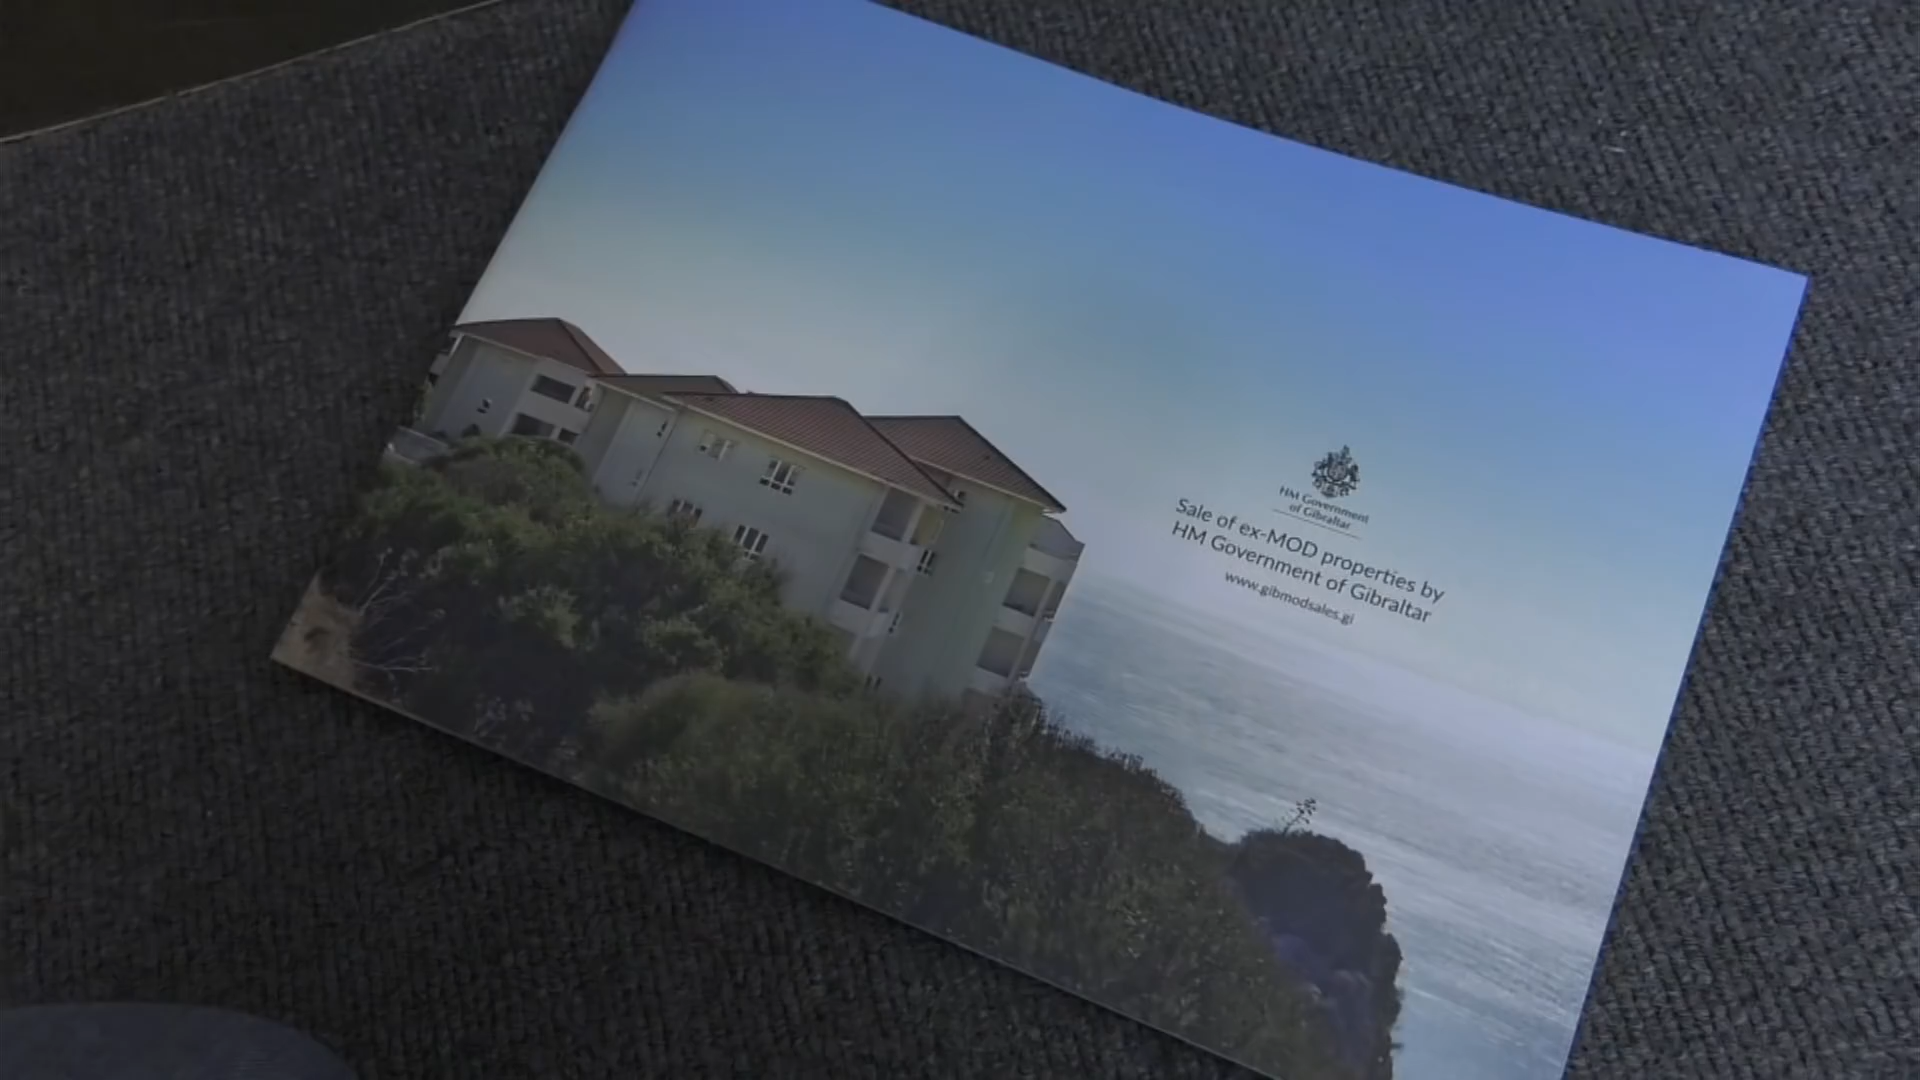 HM Government
of Gibraltar
Sale of ex-MOD properties by
HM Government of Gibraltar
www.gibmodsales.gi